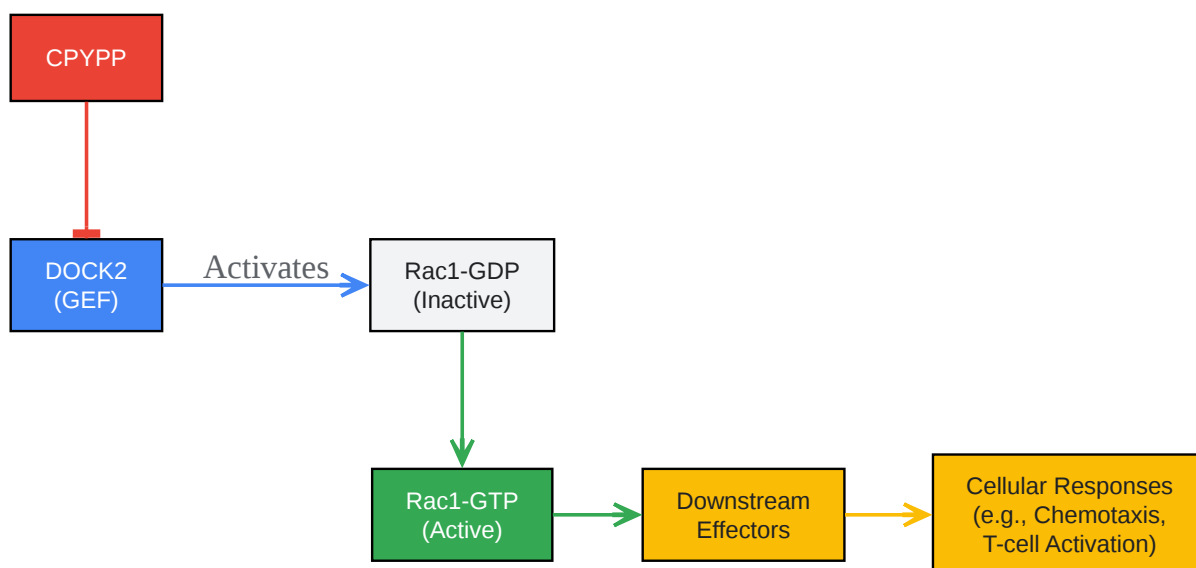 CPYPP
DOCK2
(GEF)
Activates
Rac1-GDP
(Inactive)
Rac1-GTP
(Active)
Downstream
Effectors
Cellular Responses
(e.g., Chemotaxis,
T-cell Activation)